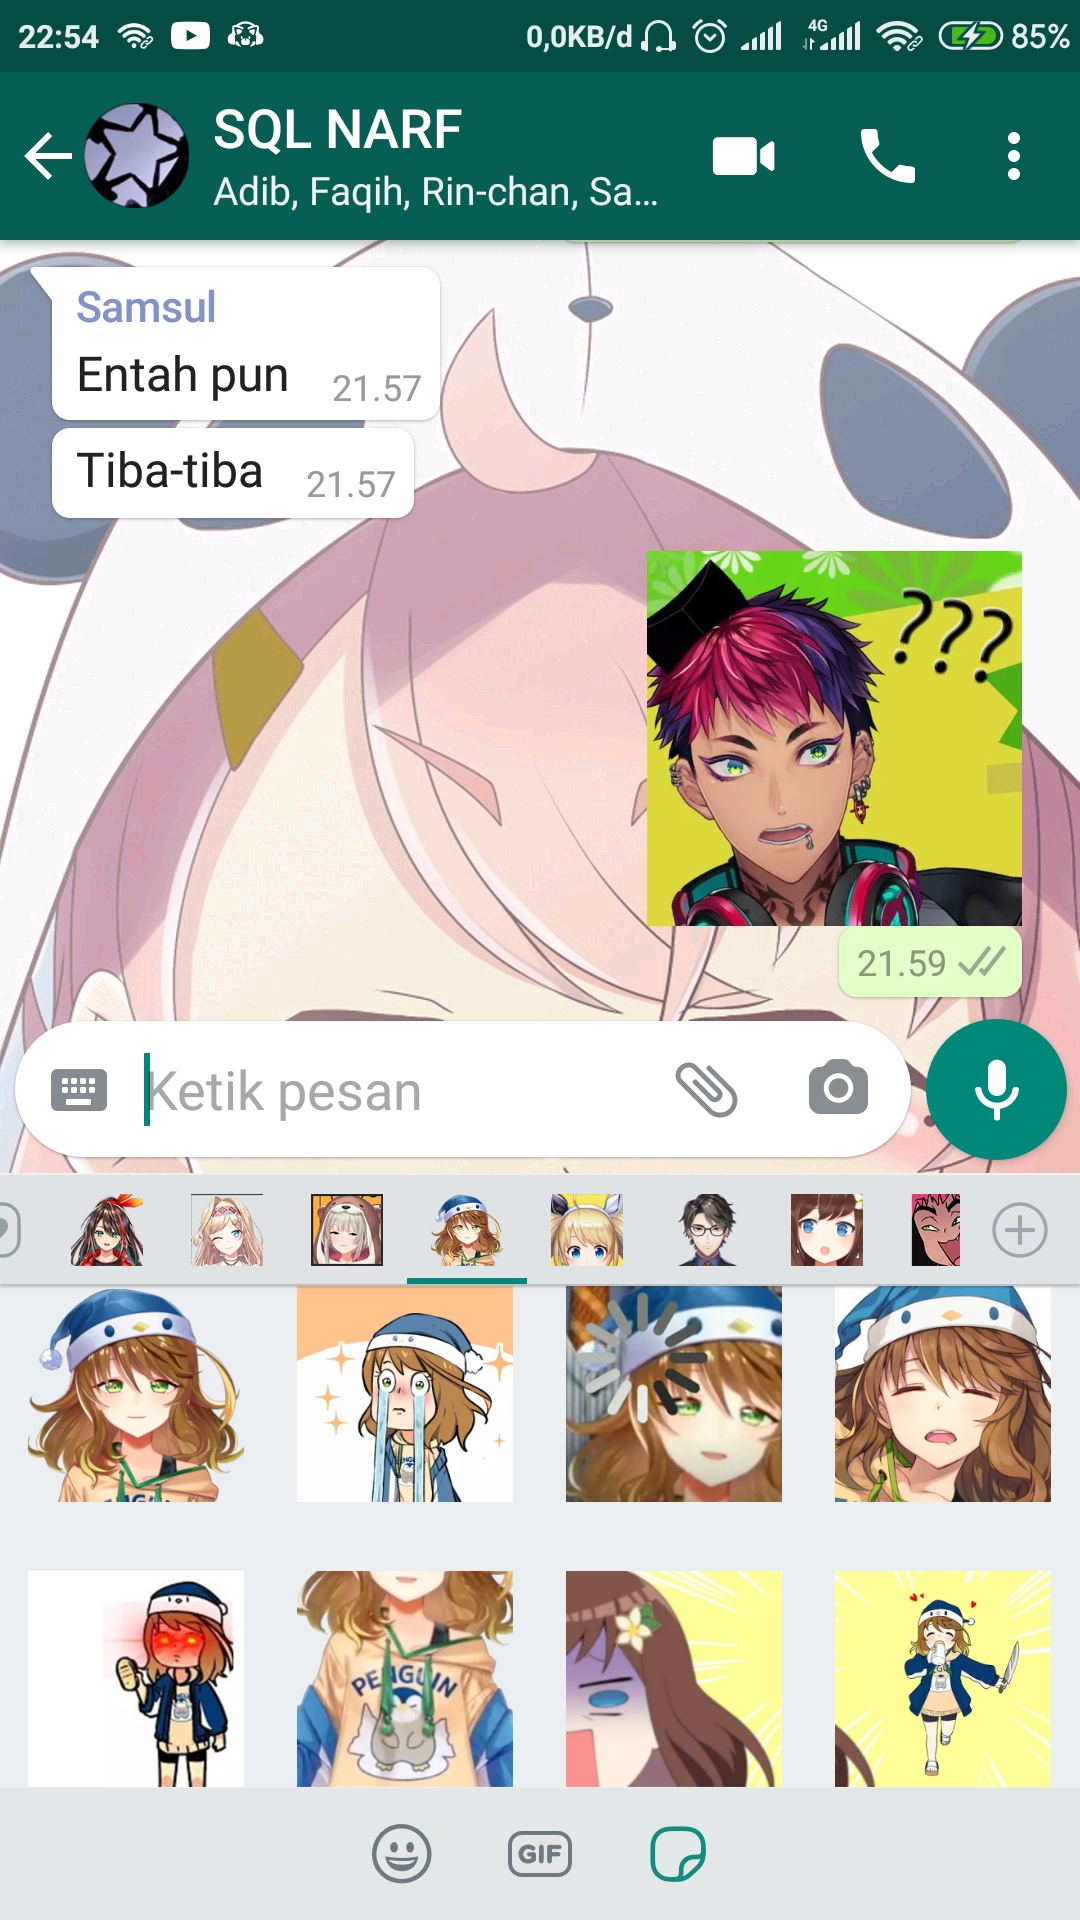 22:54
0,0KB/d
4G
85%
SQL NARF
Adib, Faqih, Rin-chan, Sa...
Samsul
Entah pun
21.57
Tiba-tiba
21.57
???
21.59
Ketik pesan
PENGUIN
GIF